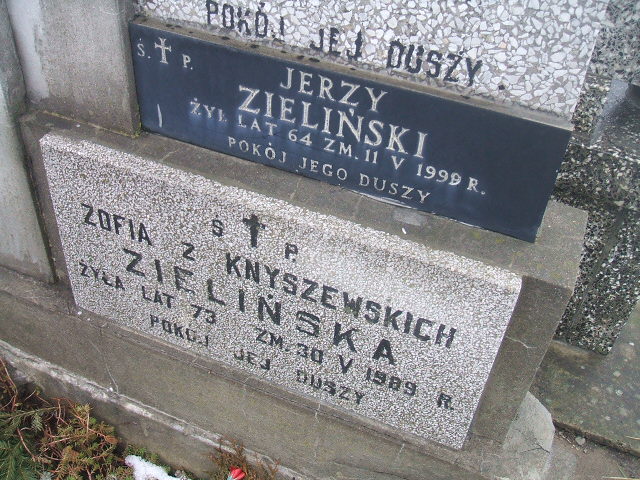 POKÓJ JEJ DUSZY
Ś † P.
JERZY
ZIELIŃSKI
ŻYŁ LAT 64 ZM. 11 V 1999 R.
POKÓJ JEGO DUSZY
Ś † P.
ZOFIA Z KNYSZEWSKICH
ZIELIŃSKA
ŻYŁA LAT 73 ZM. 30 V 1989 R.
POKÓJ JEJ DUSZY